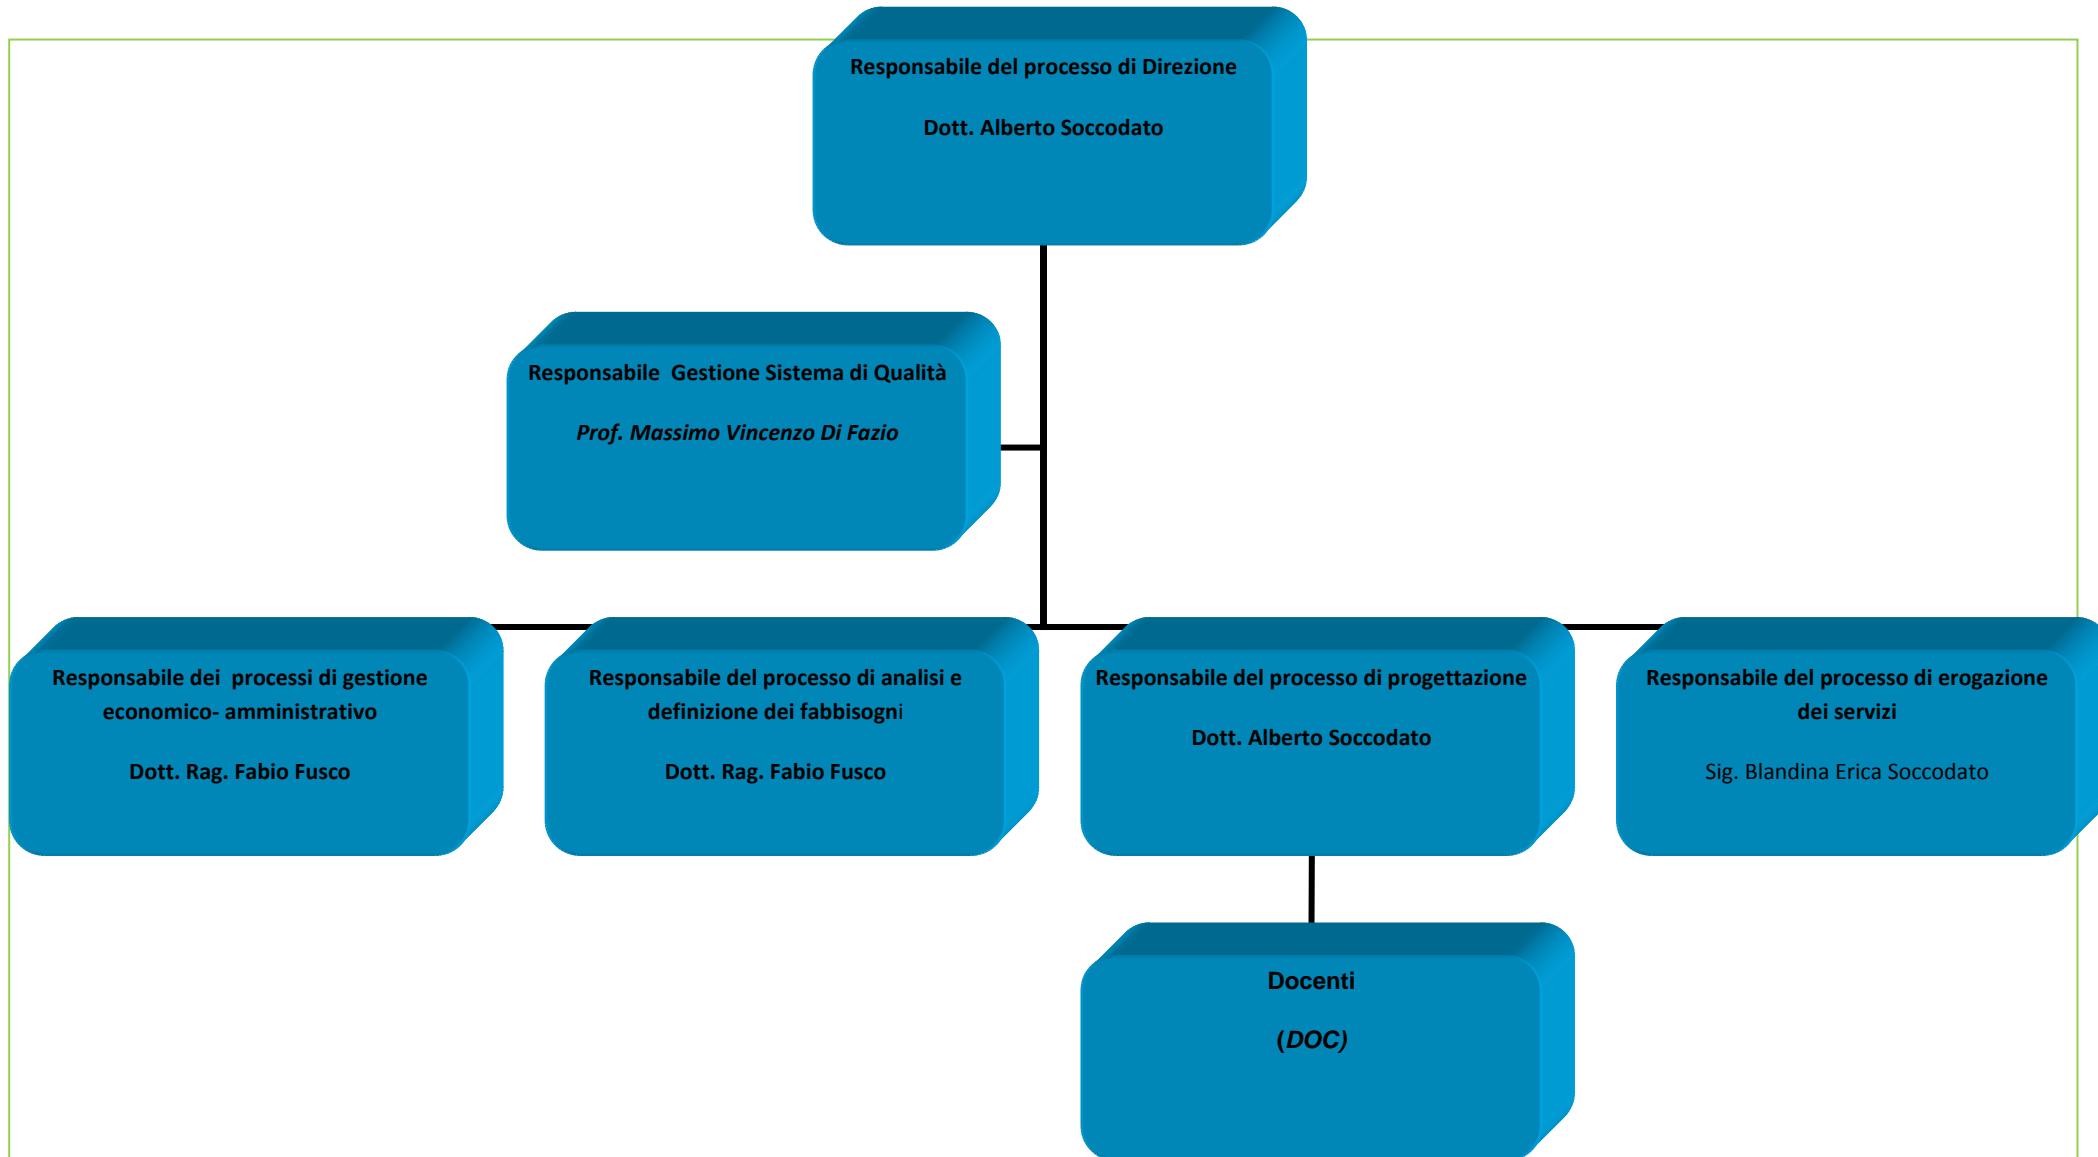 Responsabile del processo di Direzione
Dott. Alberto Soccodato
Responsabile  Gestione Sistema di Qualità
Prof. Massimo Vincenzo Di Fazio
Responsabile dei  processi di gestione
economico- amministrativo
Dott. Rag. Fabio Fusco
Responsabile del processo di analisi e
definizione dei fabbisogni
Dott. Rag. Fabio Fusco
Responsabile del processo di progettazione
Dott. Alberto Soccodato
Responsabile del processo di erogazione
dei servizi
Sig. Blandina Erica Soccodato
Docenti
(DOC)